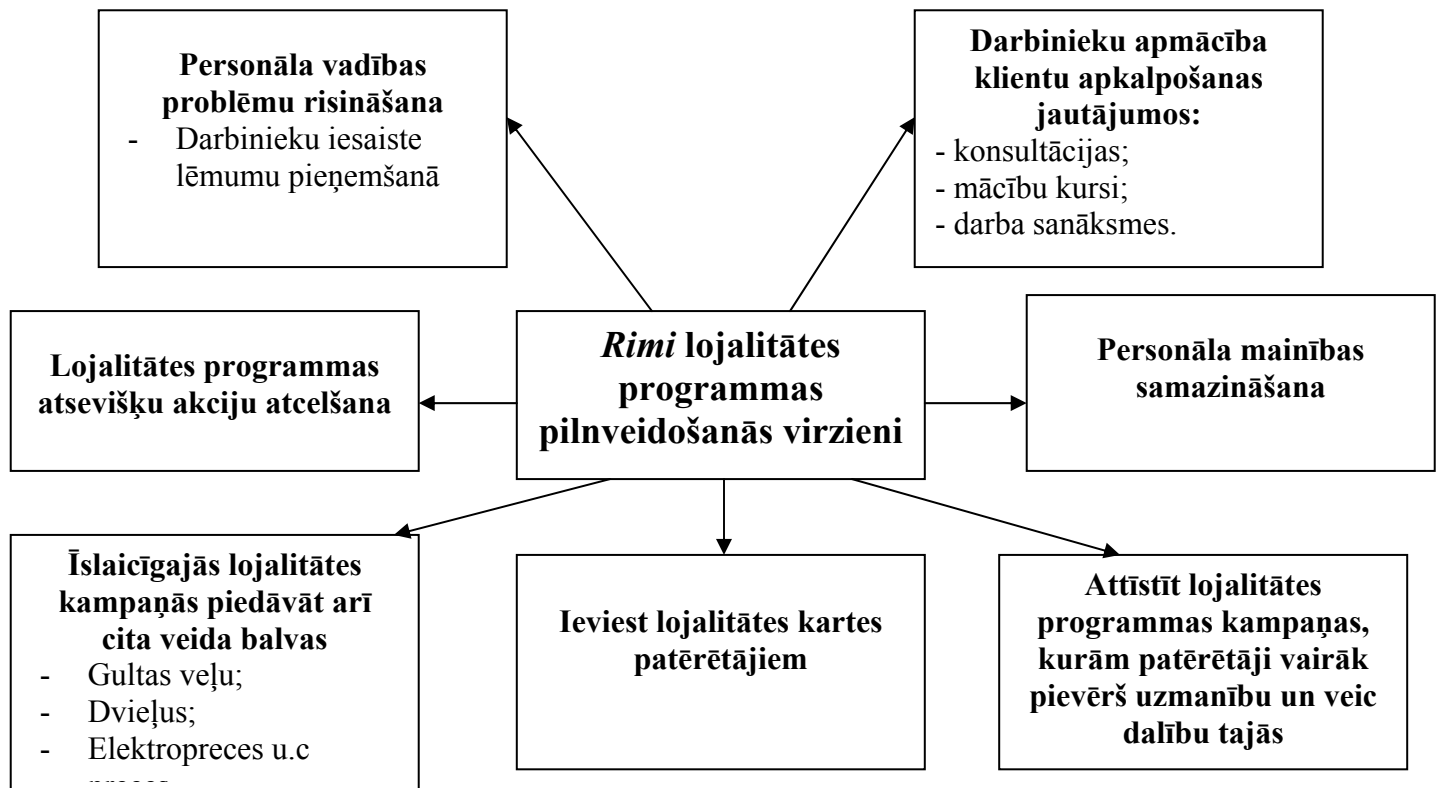 Personāla vadības
problēmu risināšana
- Darbinieku iesaiste
lēmumu pieņemšanā
Darbinieku apmācība
klientu apkalpošanas
jautājumos:
- konsultācijas;
- mācību kursi;
- darba sanāksmes.
Lojalitātes programmas
atsevišķu akciju atcelšana
Rimi lojalitātes
programmas
pilnveidošanās virzieni
Personāla mainības
samazināšana
Īslaicīgajās lojalitātes
kampaņās piedāvāt arī
cita veida balvas
- Gultas veļu;
- Dvieļus;
- Elektropreces u.c
Ieviest lojalitātes kartes
patērētājiem
Attīstīt lojalitātes
programmas kampaņas,
kurām patērētāji vairāk
pievērš uzmanību un veic
dalību tajās